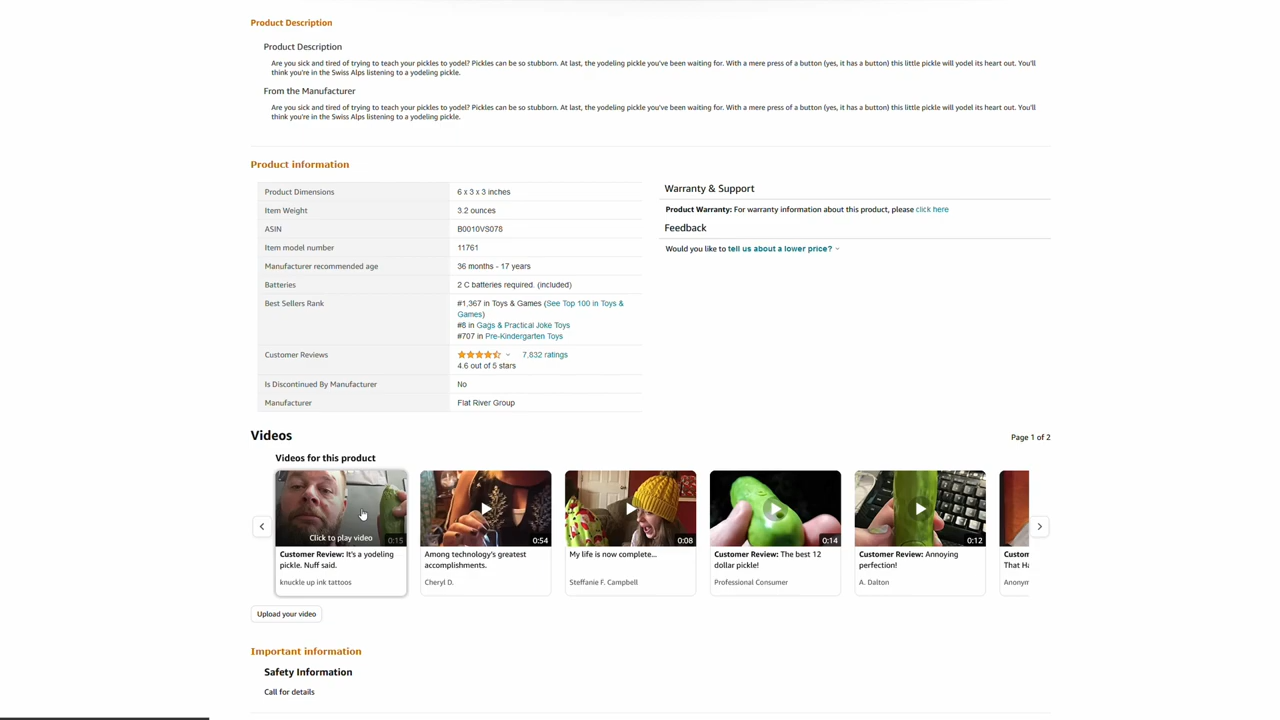 Product Description
Product Description
Are you sick and tired of trying to teach your pickles to yodel? Pickles can be so stubborn. At last, the yodeling pickle you've been waiting for. With a mere press of a button (yes, it has a button) this little pickle will yodel its heart out. You'll
think you're in the Swiss Alps listening to a yodeling pickle.
From the Manufacturer
Are you sick and tired of trying to teach your pickles to yodel? Pickles can be so stubborn. At last, the yodeling pickle you've been waiting for. With a mere press of a button (yes, it has a button) this little pickle will yodel its heart out. You'll
think you're in the Swiss Alps listening to a yodeling pickle.
Product information
Product Dimensions 6 x 3 x 3 inches
Item Weight 3.2 ounces
ASIN B0010VS078
Item model number 11761
Manufacturer recommended age 36 months - 17 years
Batteries 2 C batteries required. (included)
Best Sellers Rank #1,367 in Toys & Games (See Top 100 in Toys &
Games)
#8 in Gags & Practical Joke Toys
#707 in Pre-Kindergarten Toys
Customer Reviews 7,832 ratings
4.6 out of 5 stars
Is Discontinued By Manufacturer No
Manufacturer Flat River Group
Warranty & Support
Product Warranty: For warranty information about this product, please click here
Feedback
Would you like to tell us about a lower price?
Videos
Page 1 of 2
Videos for this product
Click to play video
0:15
Customer Review: It's a yodeling
pickle. Nuff said.
knuckle up ink tattoos
0:54
Among technology's greatest
accomplishments.
Cheryl D.
0:08
My life is now complete...
Steffanie F. Campbell
0:14
Customer Review: The best 12
dollar pickle!
Professional Consumer
0:12
Customer Review: Annoying
perfection!
A. Dalton
Custom
That Ha
Anonym
Upload your video
Important information
Safety Information
Call for details